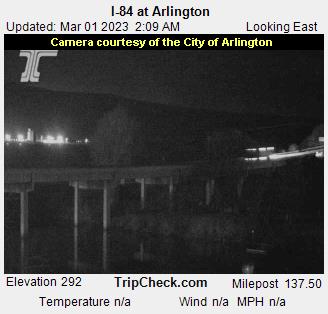 I-84 at Arlington
Updated: Mar 01 2023 2:09 AM Looking East
Camera courtesy of the City of Arlington
Elevation 292 TripCheck.com Milepost 137.50
Temperature n/a Wind n/a MPH n/a